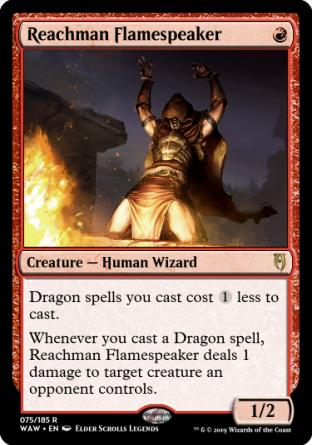 Reachman Flamespeaker
Creature — Human Wizard
Dragon spells you cast cost 1 less to
cast.
Whenever you cast a Dragon spell,
Reachman Flamespeaker deals 1
damage to target creature an
opponent controls.
075/185 R
WAW • EN Elder Scrolls Legends
1/2
™ & © 2019 Wizards of the Coast